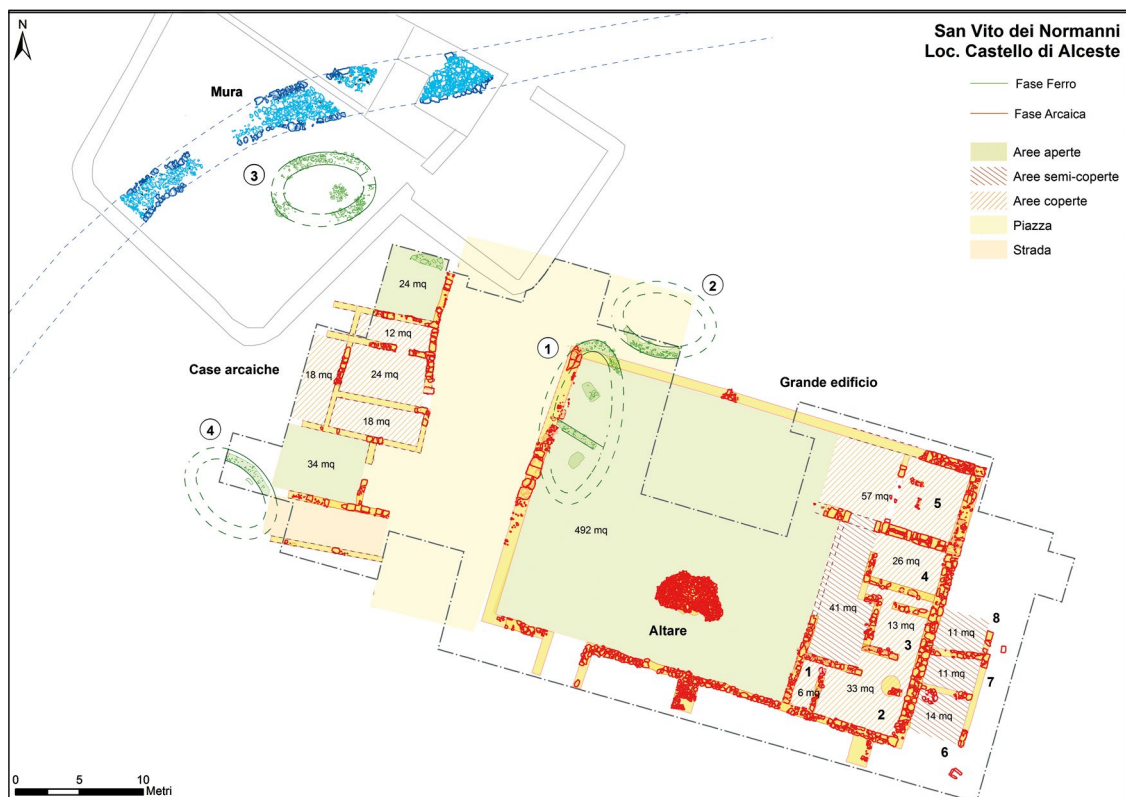 N
San Vito dei Normanni
Loc. Castello di Alceste
Fase Ferro
Fase Arcaica
Aree aperte
Aree semi-coperte
Aree coperte
Piazza
Strada
Mura
3
2
1
4
Case arcaiche
24 mq
12 mq
18 mq
24 mq
18 mq
34 mq
Grande edificio
492 mq
Altare
57 mq
5
26 mq
4
41 mq
13 mq
3
8
11 mq
11 mq
7
1
6 mq
33 mq
2
14 mq
6
0 5 10
Metri